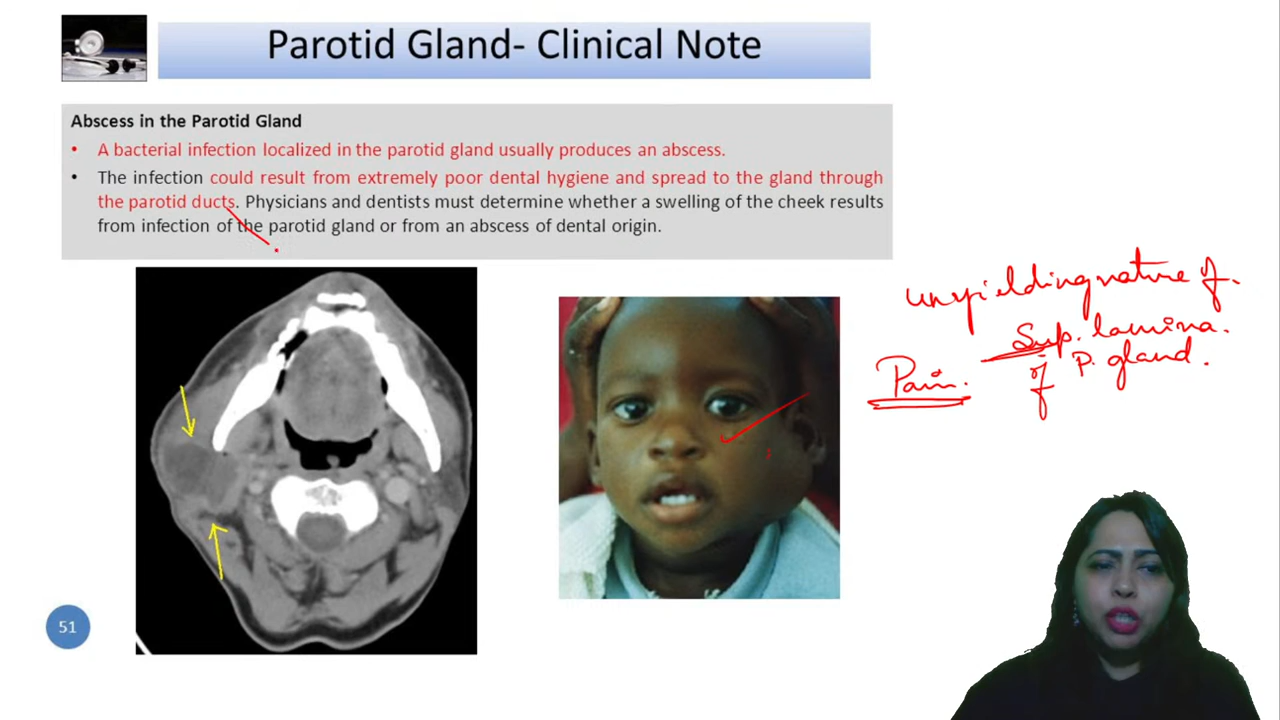 Parotid Gland- Clinical Note
Abscess in the Parotid Gland
• A bacterial infection localized in the parotid gland usually produces an abscess.
• The infection could result from extremely poor dental hygiene and spread to the gland through
the parotid ducts. Physicians and dentists must determine whether a swelling of the cheek results
from infection of the parotid gland or from an abscess of dental origin.
unyielding nature of.
Sup. lamina.
of P. gland.
Pain.
51